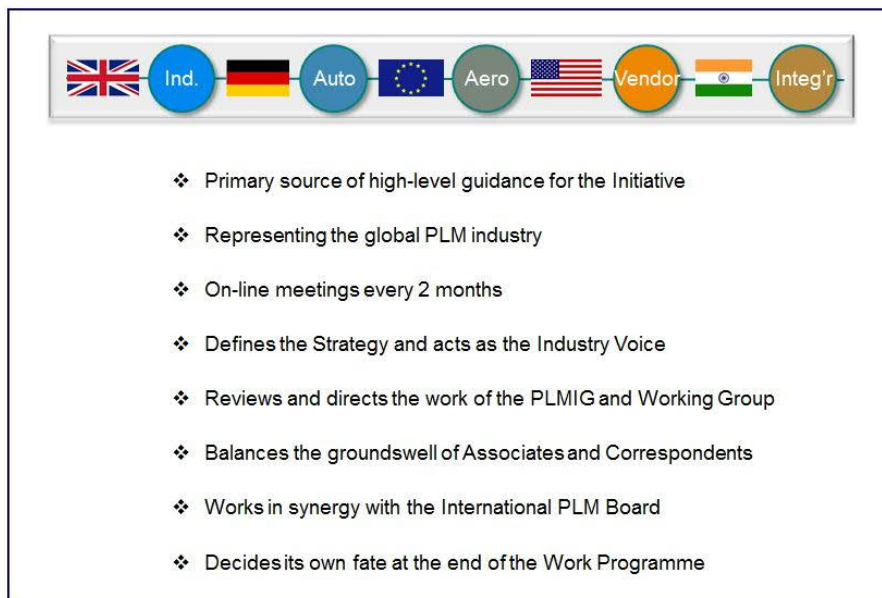 Ind. Auto Aero Vendor Integ'r
❖ Primary source of high-level guidance for the Initiative
❖ Representing the global PLM industry
❖ On-line meetings every 2 months
❖ Defines the Strategy and acts as the Industry Voice
❖ Reviews and directs the work of the PLMIG and Working Group
❖ Balances the groundswell of Associates and Correspondents
❖ Works in synergy with the International PLM Board
❖ Decides its own fate at the end of the Work Programme